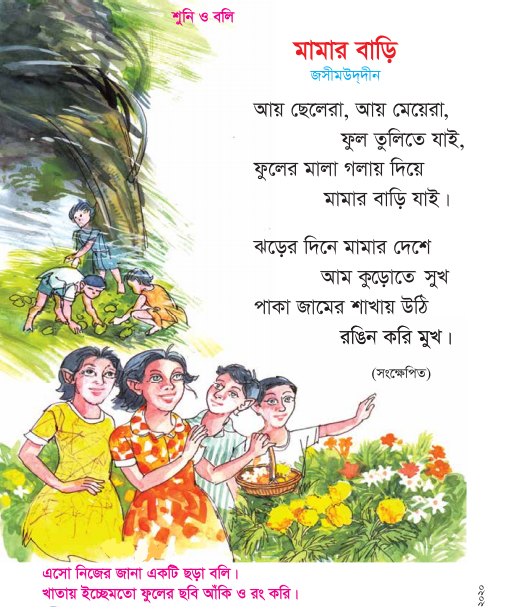 শুনি ও বলি
মামার বাড়ি
জসীমউদ্‌দীন
আয় ছেলেরা, আয় মেয়েরা,
ফুল তুলিতে যাই,
ফুলের মালা গলায় দিয়ে
মামার বাড়ি যাই।
ঝড়ের দিনে মামার দেশে
আম কুড়োতে সুখ
পাকা জামের শাখায় উঠি
রঙিন করি মুখ।
(সংক্ষেপিত)
এসো নিজের জানা একটি ছড়া বলি।
খাতায় ইচ্ছেমতো ফুলের ছবি আঁকি ও রং করি।
২০২০